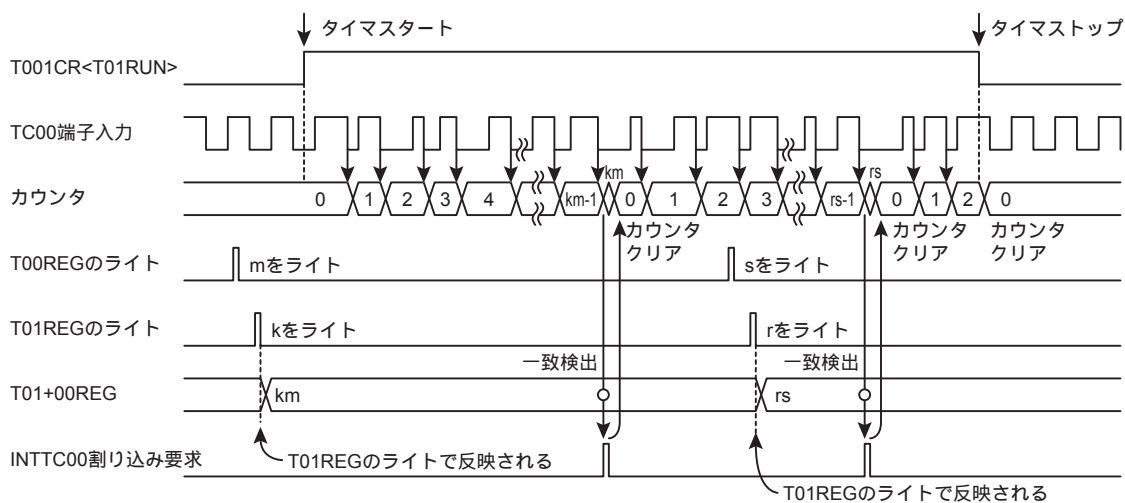 タイマスタート
タイマストップ
T001CR<T01RUN>
TC00端子入力
カウンタ
0 1 2 3 4 km-1 km 0 1 2 3 rs-1 rs 0 1 2 0
カウンタ
クリア
カウンタ
クリア
カウンタ
クリア
T00REGのライト
mをライト
sをライト
T01REGのライト
kをライト
rをライト
一致検出
一致検出
T01+00REG
km
rs
INTTC00割り込み要求
T01REGのライトで反映される
T01REGのライトで反映される